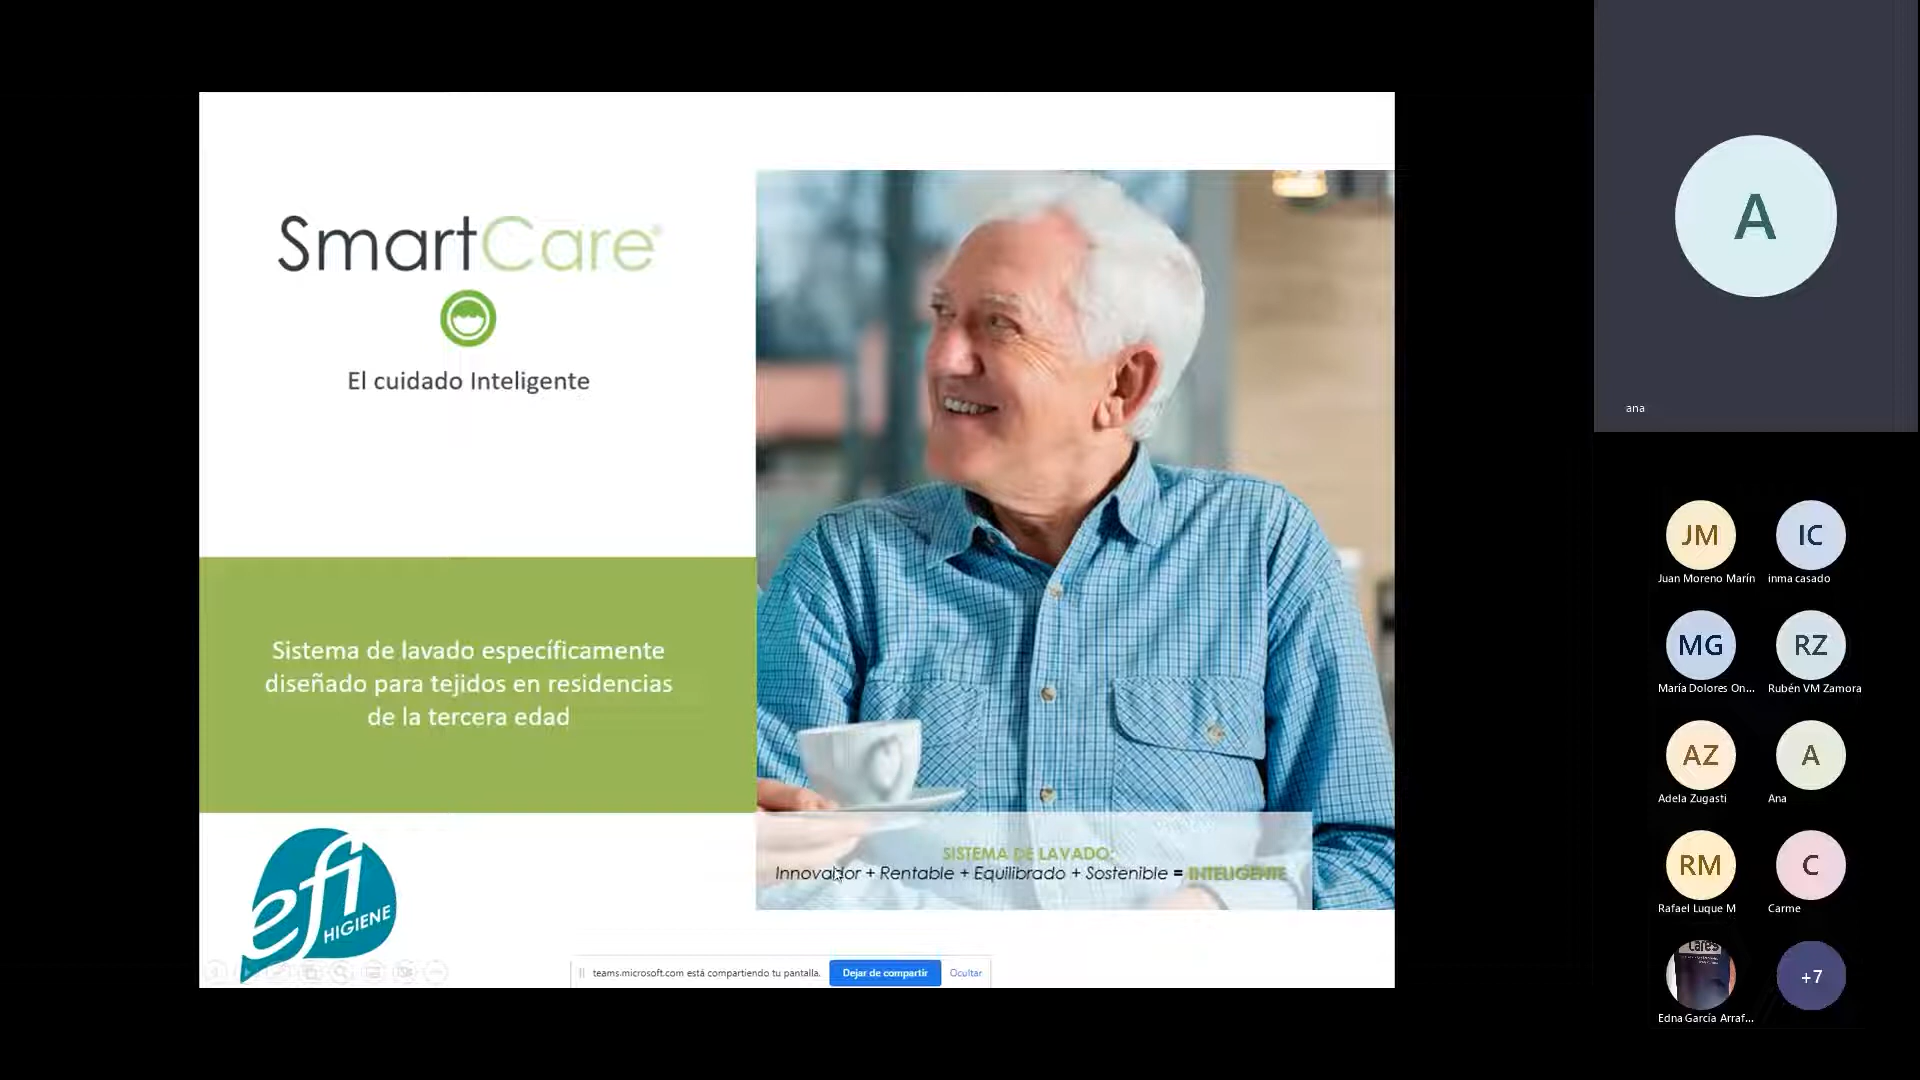 SmartCare®
El cuidado Inteligente
Sistema de lavado específicamente
diseñado para tejidos en residencias
de la tercera edad
SISTEMA DE LAVADO:
Innovador + Rentable + Equilibrado + Sostenible = INTELIGENTE
efi
HIGIENE
teams.microsoft.com está compartiendo tu pantalla.
Dejar de compartir
Ocultar
A
ana
JM
IC
Juan Moreno Marín
inma casado
MG
RZ
María Dolores On...
Rubén VM Zamora
AZ
A
Adela Zugasti
Ana
RM
C
Rafael Luque M
Carme
Cares
+7
Edna García Arraf...